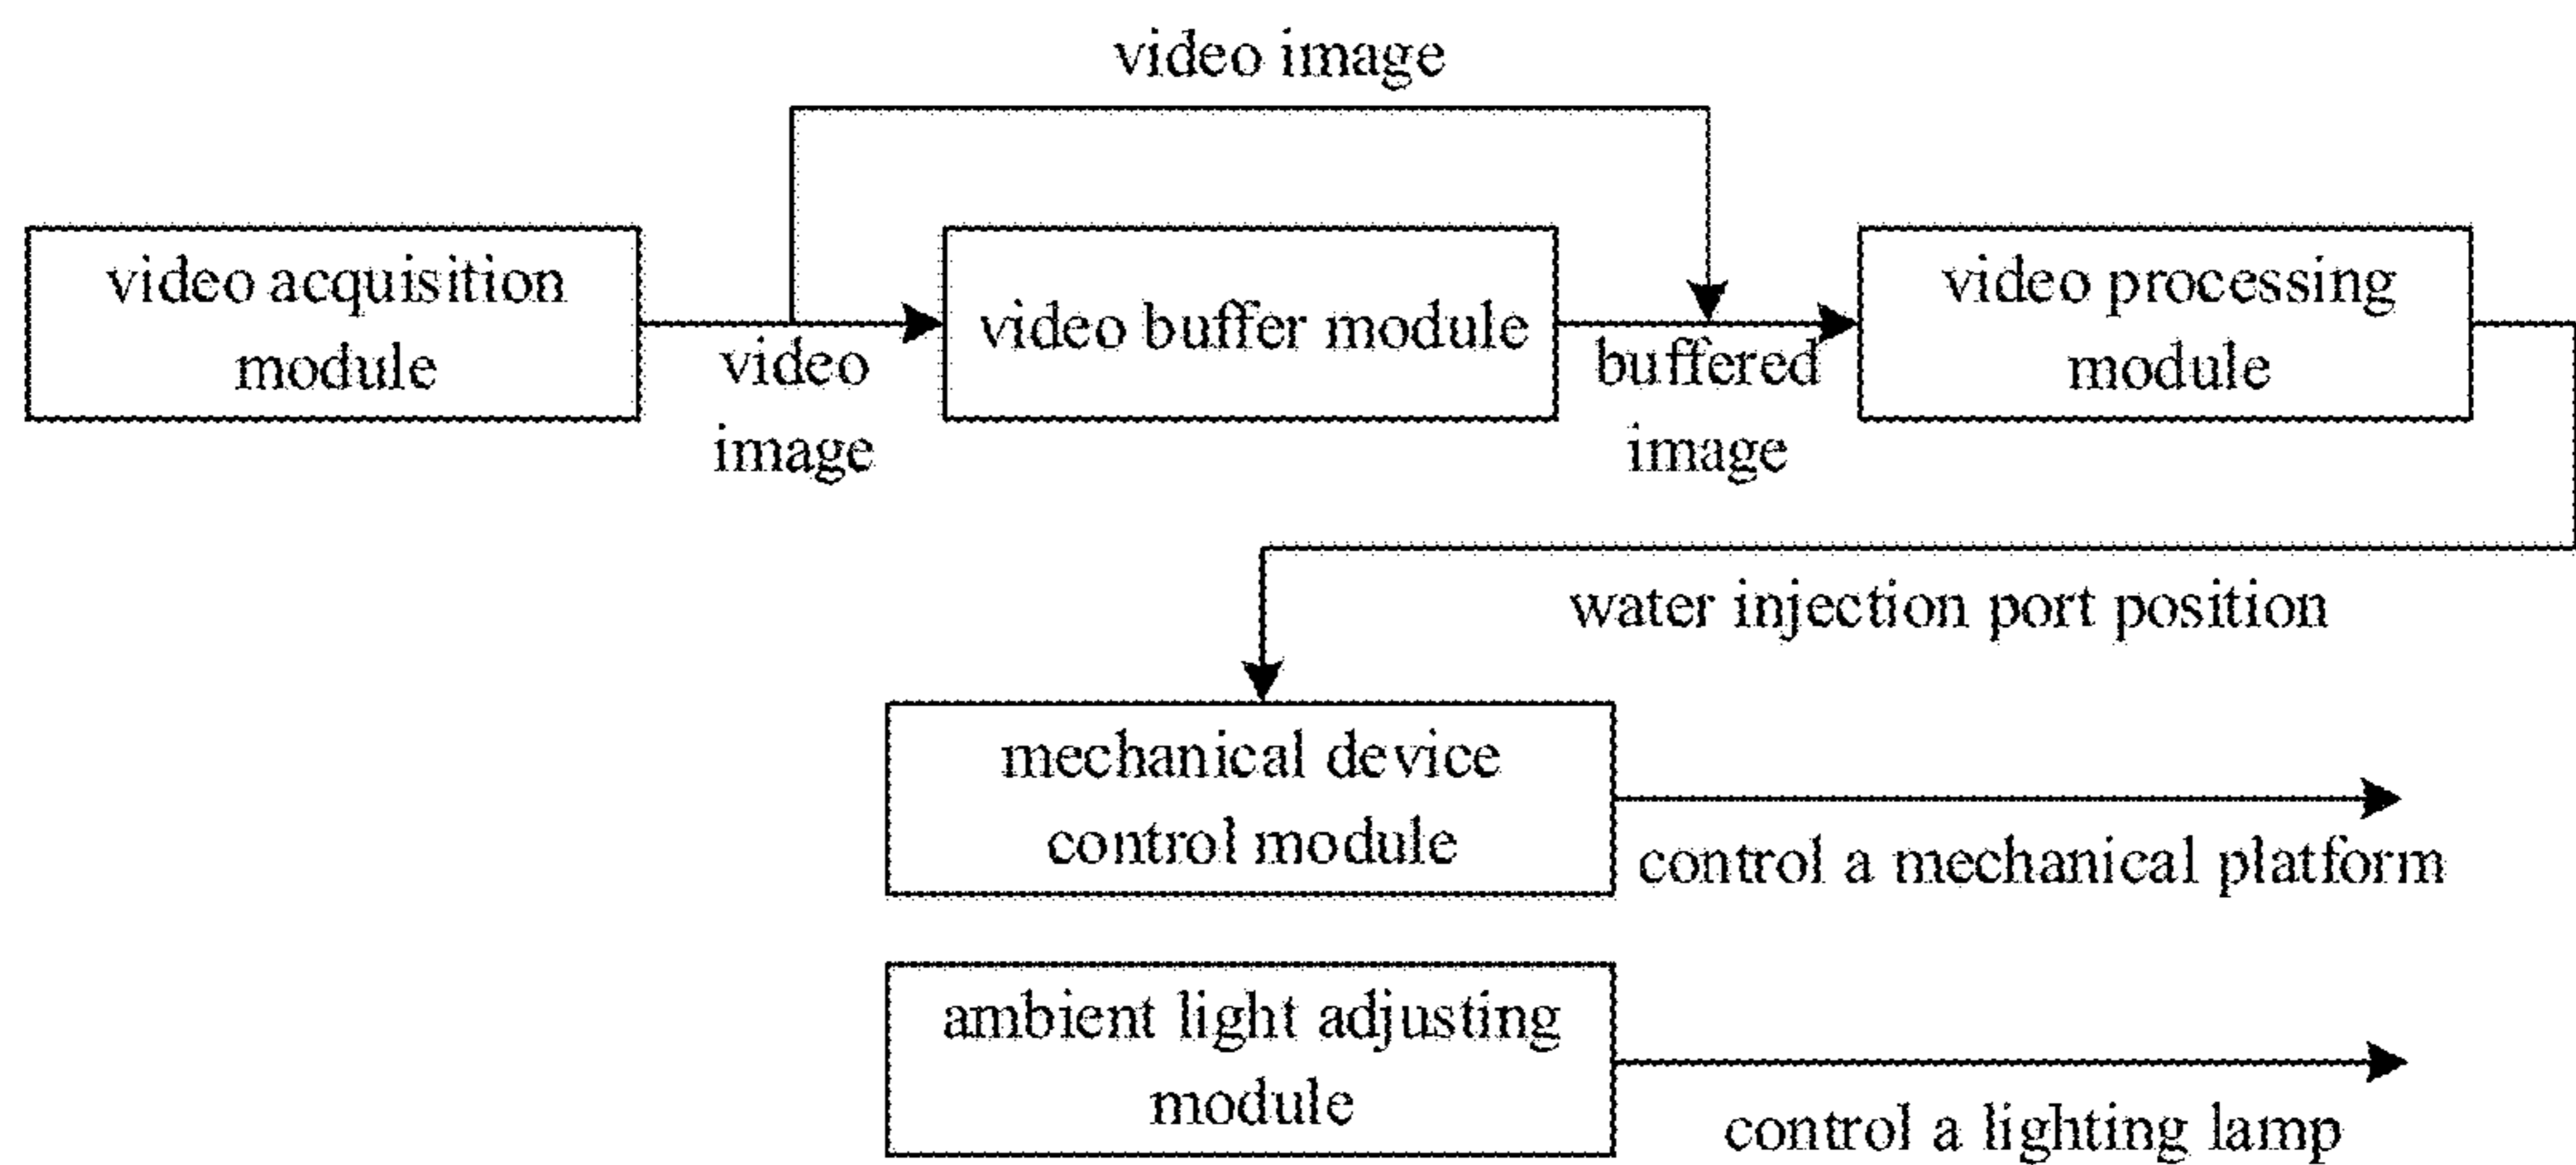 video image
video acquisition
module
video
image
video buffer module
buffered
image
video processing
module
water injection port position
mechanical device
control module
control a mechanical platform
ambient light adjusting
module
control a lighting lamp